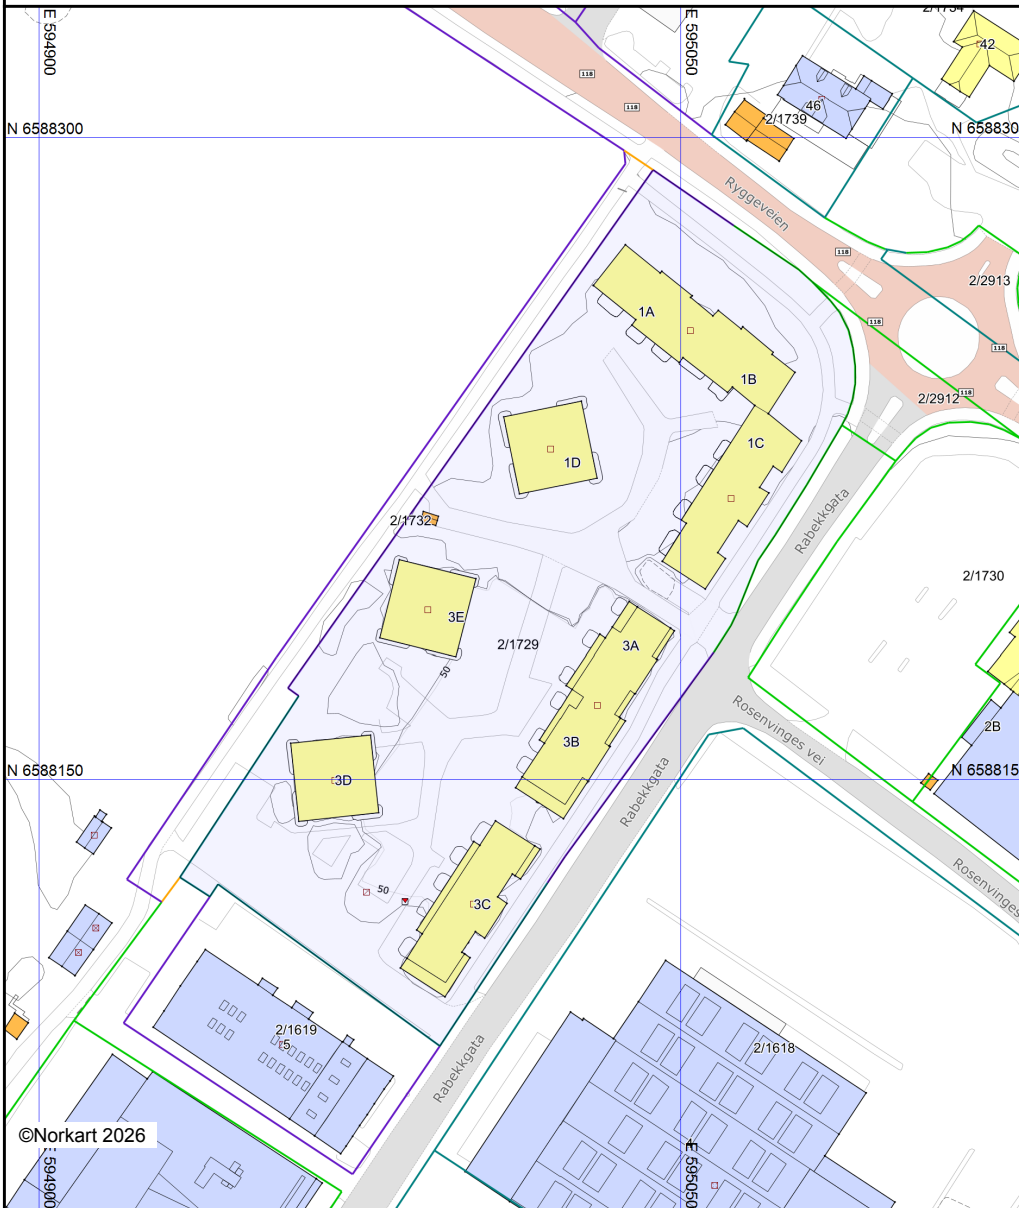 2/1734
E 594900
E 595050
42
118
46
118
2/1739
N 6588300
N 658830
Ryggeveien
118
2/2913
1A
118
118
1B
118
2/2912
1C
1D
Rabekkgata
2/1732
2/1730
3E
2/1729
3A
50
Rosenvinges vei
2B
3B
N 6588150
N 658815
3D
Rabekkgata
Rosenvinges
50
3C
2/1619
5
2/1618
Rabekkgata
©Norkart 2026
E 594900
E 595050